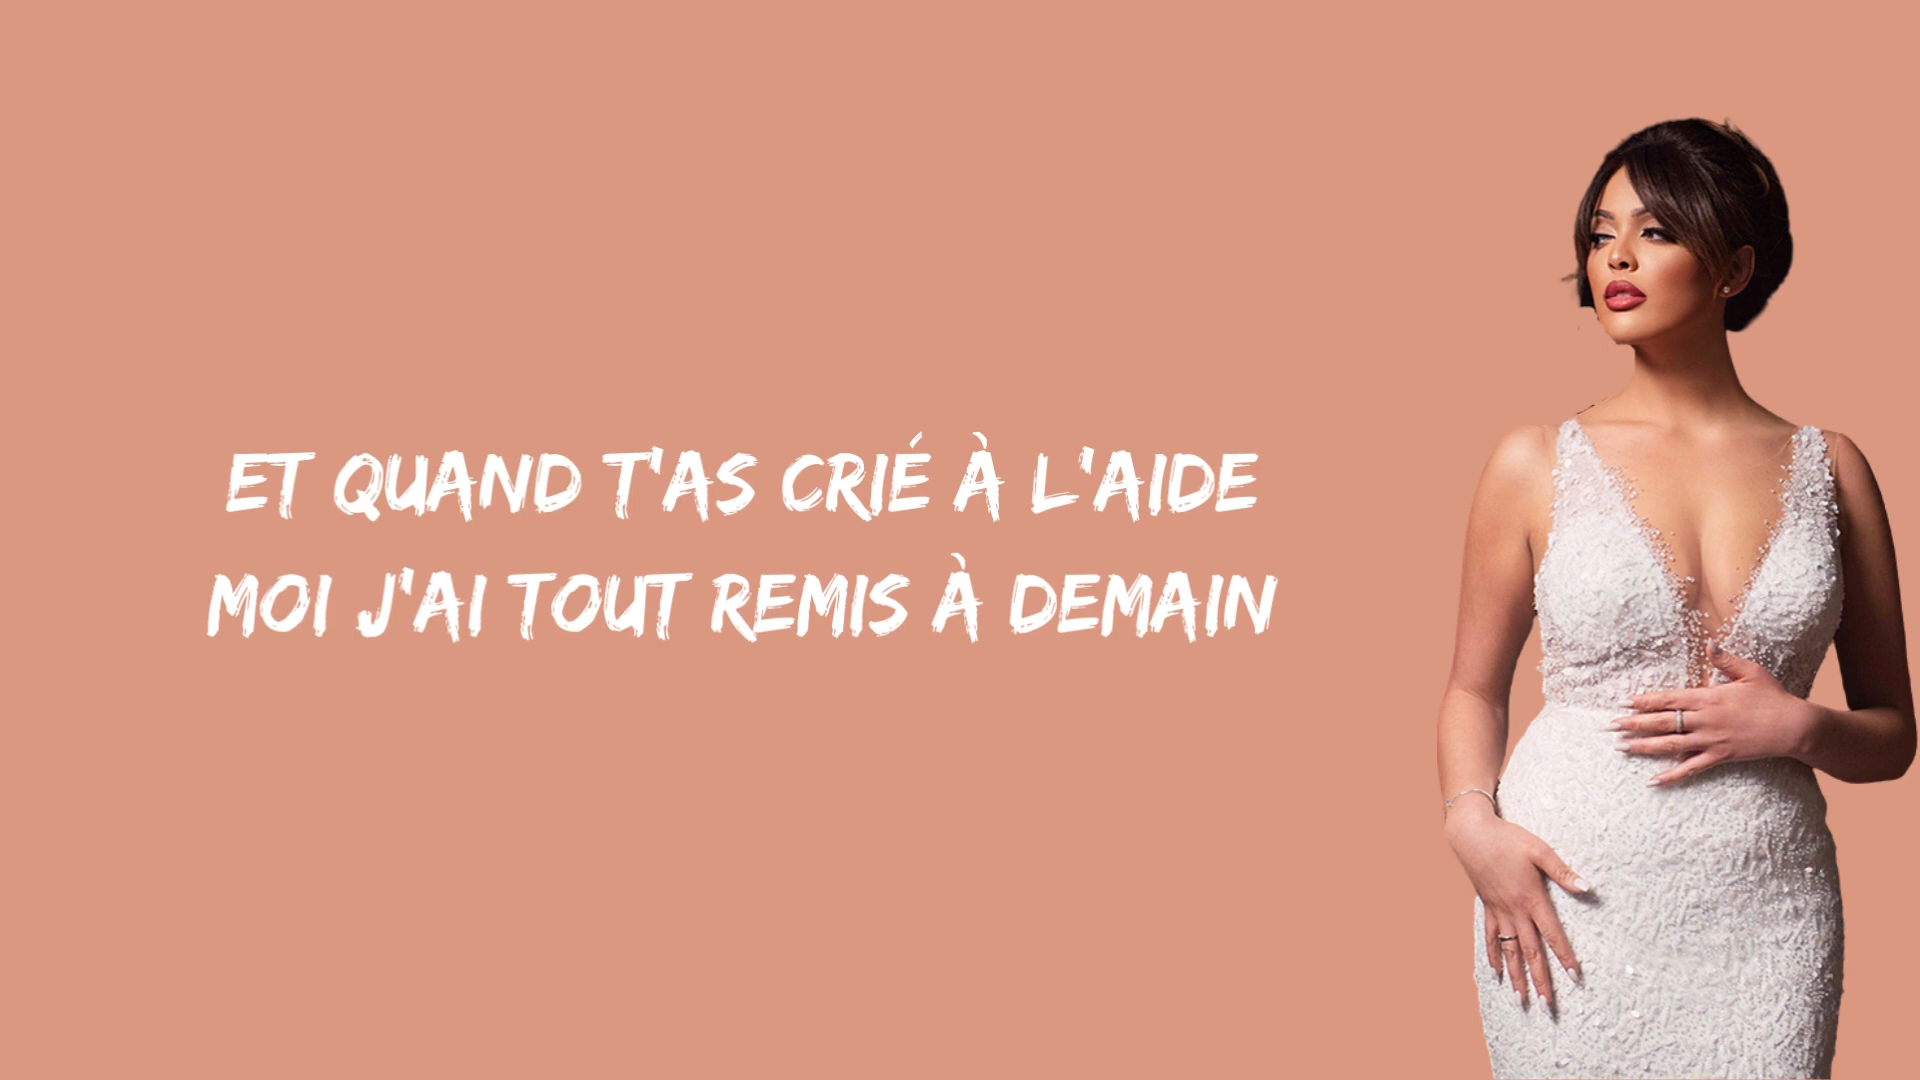 ET QUAND T'AS CRIÉ À L'AIDE
MOI J'AI TOUT REMIS À DEMAIN